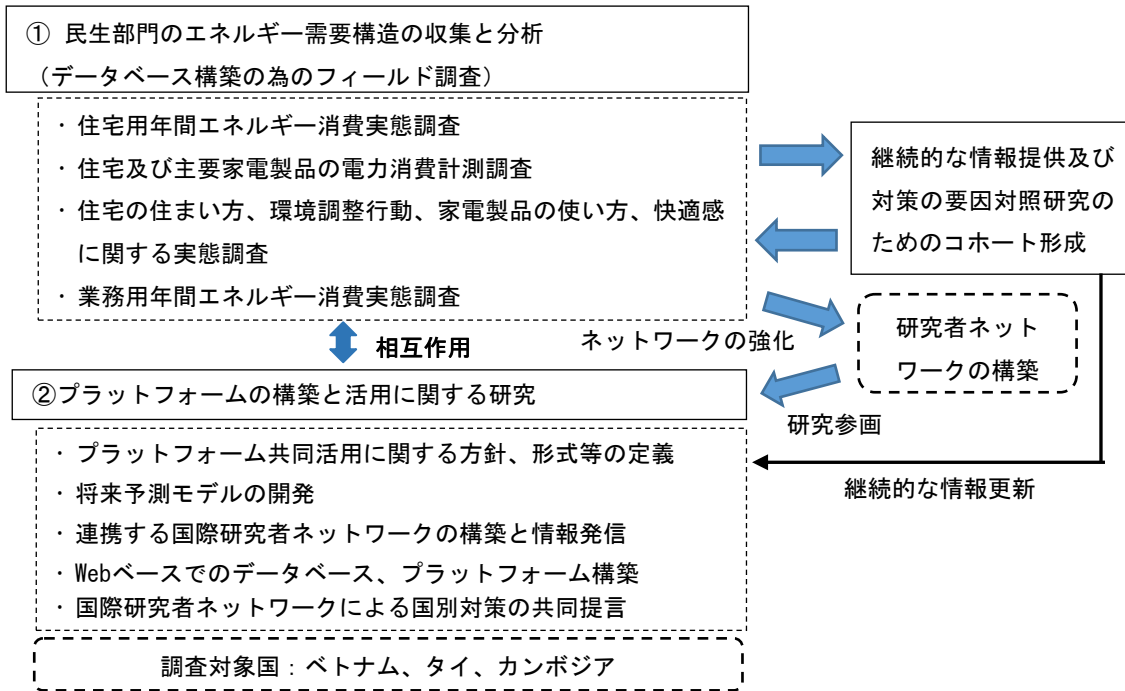 ① 民生部門のエネルギー需要構造の収集と分析
（データベース構築の為のフィールド調査）
・住宅用年間エネルギー消費実態調査
・住宅及び主要家電製品の電力消費計測調査
・住宅の住まい方、環境調整行動、家電製品の使い方、快適感
に関する実態調査
・業務用年間エネルギー消費実態調査
継続的な情報提供及び
対策の要因対照研究の
ためのコホート形成
相互作用
ネットワークの強化
研究者ネット
ワークの構築
②プラットフォームの構築と活用に関する研究
研究参画
・プラットフォーム共同活用に関する方針、形式等の定義
・将来予測モデルの開発
・連携する国際研究者ネットワークの構築と情報発信
・Webベースでのデータベース、プラットフォーム構築
・国際研究者ネットワークによる国別対策の共同提言
継続的な情報更新
調査対象国：ベトナム、タイ、カンボジア